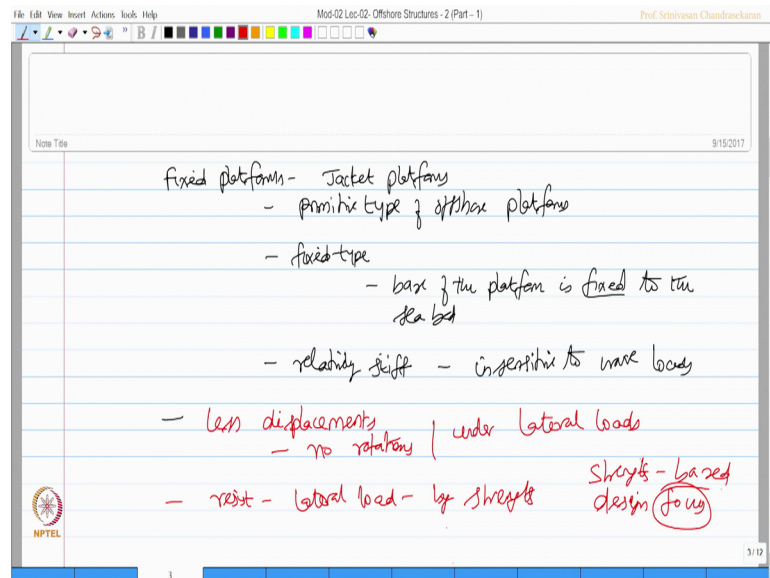 File Edit View Insert Actions Tools Help
Mod-02 Lec-02- Offshore Structures - 2 (Part – 1)
Prof. Srinivasan Chandrasekaran
B I
Note Title
9/15/2017
fixed platforms - Jacket platforms
- primitive type of offshore platforms
- fixed-type
- base of the platform is fixed to the
sea bed
- relatively stiff - insensitive to wave loads
- less displacements
- no rotations | under lateral loads
- resist - lateral load - by strength
strength - based
design focus
NPTEL
3 / 12
3